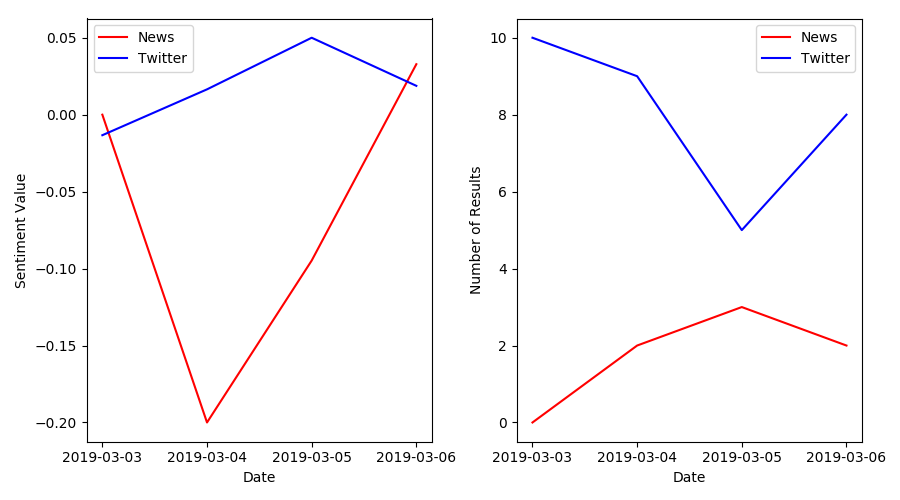 News
Twitter
0.05
0.00
−0.05
−0.10
−0.15
−0.20
Sentiment Value
2019-03-03 2019-03-04 2019-03-05 2019-03-06
Date
News
Twitter
10
8
6
4
2
0
Number of Results
2019-03-03 2019-03-04 2019-03-05 2019-03-06
Date